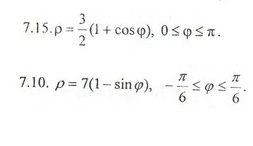 7.15. ρ = 3/2 (1 + cos φ), 0 ≤ φ ≤ π.
7.10. ρ = 7(1 − sin φ), −π/6 ≤ φ ≤ π/6.